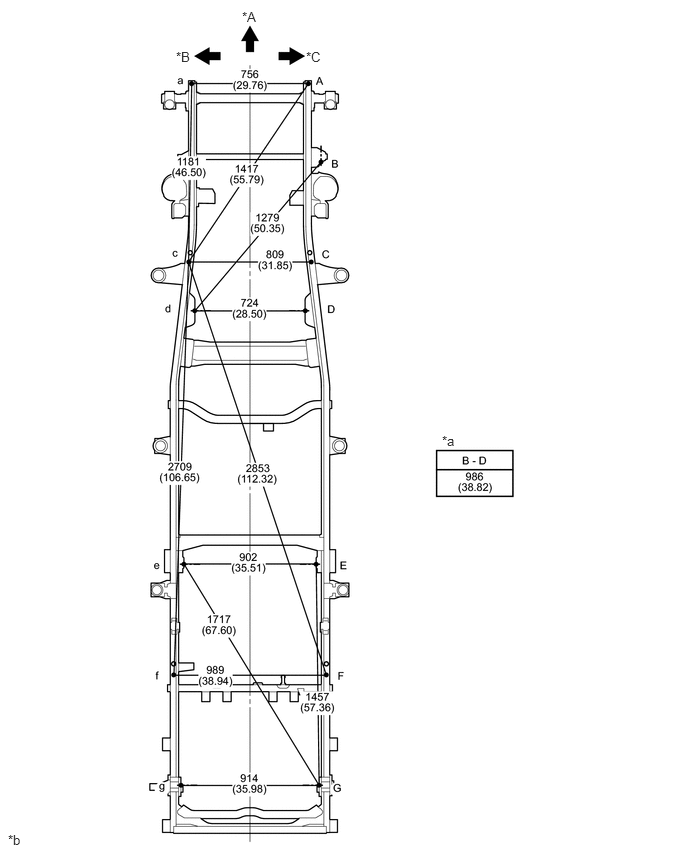 *A
*B
*C
a
756
(29.76)
A
B
1181
(46.50)
1417
(55.79)
1279
(50.35)
c
809
(31.85)
C
d
724
(28.50)
D
*a
B - D
986
(38.82)
2709
(106.65)
2853
(112.32)
e
902
(35.51)
E
1717
(67.60)
f
989
(38.94)
F
1457
(57.36)
g
914
(35.98)
G
*b